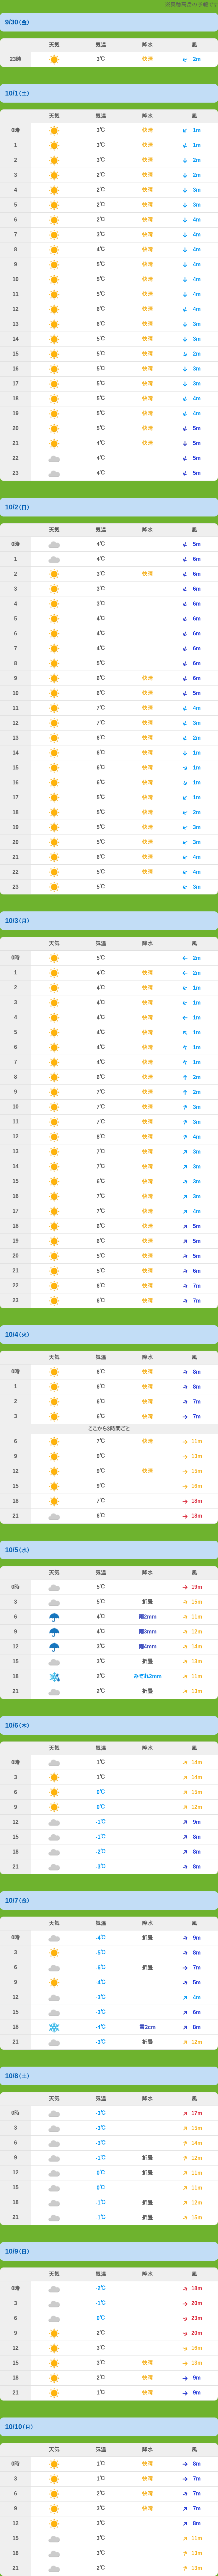 ※高橋薬品の予報です
9/30(金)
天気 気温 降水 風
23時 3℃ 快晴 2m
10/1(土)
天気 気温 降水 風
0時 3℃ 快晴 1m
1 3℃ 快晴 1m
2 3℃ 快晴 2m
3 2℃ 快晴 2m
4 2℃ 快晴 3m
5 2℃ 快晴 3m
6 2℃ 快晴 4m
7 3℃ 快晴 4m
8 4℃ 快晴 4m
9 5℃ 快晴 4m
10 5℃ 快晴 4m
11 5℃ 快晴 4m
12 6℃ 快晴 4m
13 6℃ 快晴 3m
14 5℃ 快晴 3m
15 5℃ 快晴 2m
16 5℃ 快晴 3m
17 5℃ 快晴 3m
18 5℃ 快晴 4m
19 5℃ 快晴 4m
20 5℃ 快晴 5m
21 4℃ 快晴 5m
22 4℃ 5m
23 4℃ 5m
10/2(日)
天気 気温 降水 風
0時 4℃ 5m
1 4℃ 6m
2 3℃ 快晴 6m
3 3℃ 6m
4 3℃ 6m
5 4℃ 6m
6 4℃ 6m
7 4℃ 6m
8 5℃ 6m
9 6℃ 快晴 6m
10 6℃ 快晴 5m
11 7℃ 快晴 4m
12 7℃ 快晴 3m
13 6℃ 快晴 2m
14 6℃ 快晴 1m
15 6℃ 快晴 1m
16 6℃ 快晴 1m
17 5℃ 快晴 1m
18 5℃ 快晴 2m
19 5℃ 快晴 3m
20 5℃ 快晴 3m
21 6℃ 快晴 4m
22 5℃ 快晴 4m
23 5℃ 快晴 3m
10/3(月)
天気 気温 降水 風
0時 5℃ 2m
1 4℃ 快晴 2m
2 4℃ 快晴 1m
3 4℃ 快晴 1m
4 4℃ 快晴 1m
5 4℃ 快晴 1m
6 4℃ 快晴 1m
7 4℃ 快晴 1m
8 6℃ 快晴 2m
9 7℃ 快晴 2m
10 7℃ 快晴 3m
11 7℃ 快晴 3m
12 8℃ 快晴 4m
13 7℃ 快晴 3m
14 7℃ 快晴 3m
15 6℃ 快晴 3m
16 7℃ 快晴 3m
17 7℃ 快晴 4m
18 6℃ 快晴 5m
19 6℃ 快晴 5m
20 5℃ 快晴 5m
21 5℃ 快晴 6m
22 6℃ 快晴 7m
23 6℃ 快晴 7m
10/4(火)
天気 気温 降水 風
0時 6℃ 快晴 8m
1 6℃ 快晴 8m
2 6℃ 快晴 7m
3 6℃ 快晴 7m
ここから3時間ごと
6 7℃ 快晴 11m
9 9℃ 15m
12 9℃ 快晴 15m
15 9℃ 16m
18 7℃ 18m
21 6℃ 18m
10/5(水)
天気 気温 降水 風
0時 5℃ 19m
3 5℃ 折曇 15m
6 4℃ 雨2mm 11m
9 4℃ 雨3mm 12m
12 3℃ 雨4mm 14m
15 3℃ 折曇 13m
18 2℃ みぞれ2mm 11m
21 2℃ 折曇 13m
10/6(木)
天気 気温 降水 風
0時 1℃ 14m
3 1℃ 14m
6 0℃ 15m
9 0℃ 12m
12 -1℃ 9m
15 -1℃ 8m
18 -2℃ 8m
21 -3℃ 8m
10/7(金)
天気 気温 降水 風
0時 -4℃ 折曇 9m
3 -5℃ 8m
6 -6℃ 折曇 7m
9 -4℃ 5m
12 -3℃ 4m
15 -3℃ 6m
18 -4℃ 雪2cm 8m
21 -3℃ 折曇 12m
10/8(土)
天気 気温 降水 風
0時 -3℃ 17m
3 -3℃ 15m
6 -3℃ 14m
9 -1℃ 折曇 12m
12 0℃ 折曇 11m
15 0℃ 11m
18 -1℃ 折曇 12m
21 -1℃ 折曇 15m
10/9(日)
天気 気温 降水 風
0時 -2℃ 18m
3 -1℃ 20m
6 0℃ 23m
9 2℃ 20m
12 3℃ 16m
15 3℃ 快晴 13m
18 2℃ 快晴 9m
21 1℃ 快晴 9m
10/10(月)
天気 気温 降水 風
0時 1℃ 快晴 8m
3 1℃ 快晴 7m
6 2℃ 快晴 7m
9 3℃ 快晴 7m
12 3℃ 8m
15 3℃ 11m
18 3℃ 12m
21 2℃ 13m